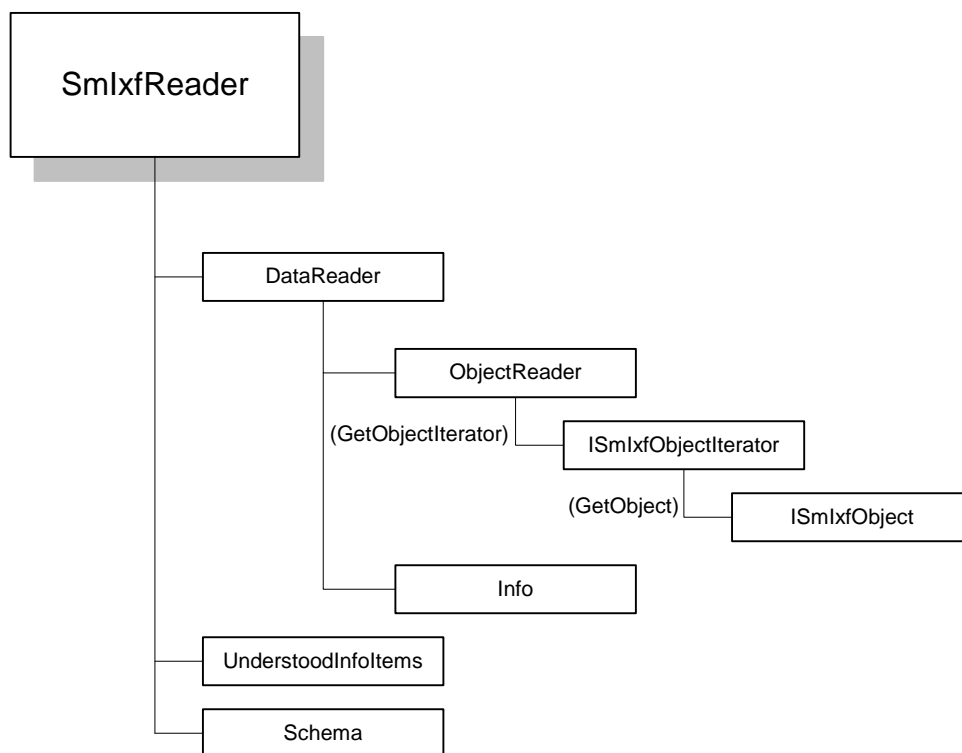 SmIxfReader
DataReader
ObjectReader
(GetObjectIterator)
ISmIxfObjectIterator
(GetObject)
ISmIxfObject
Info
UnderstoodInfoItems
Schema